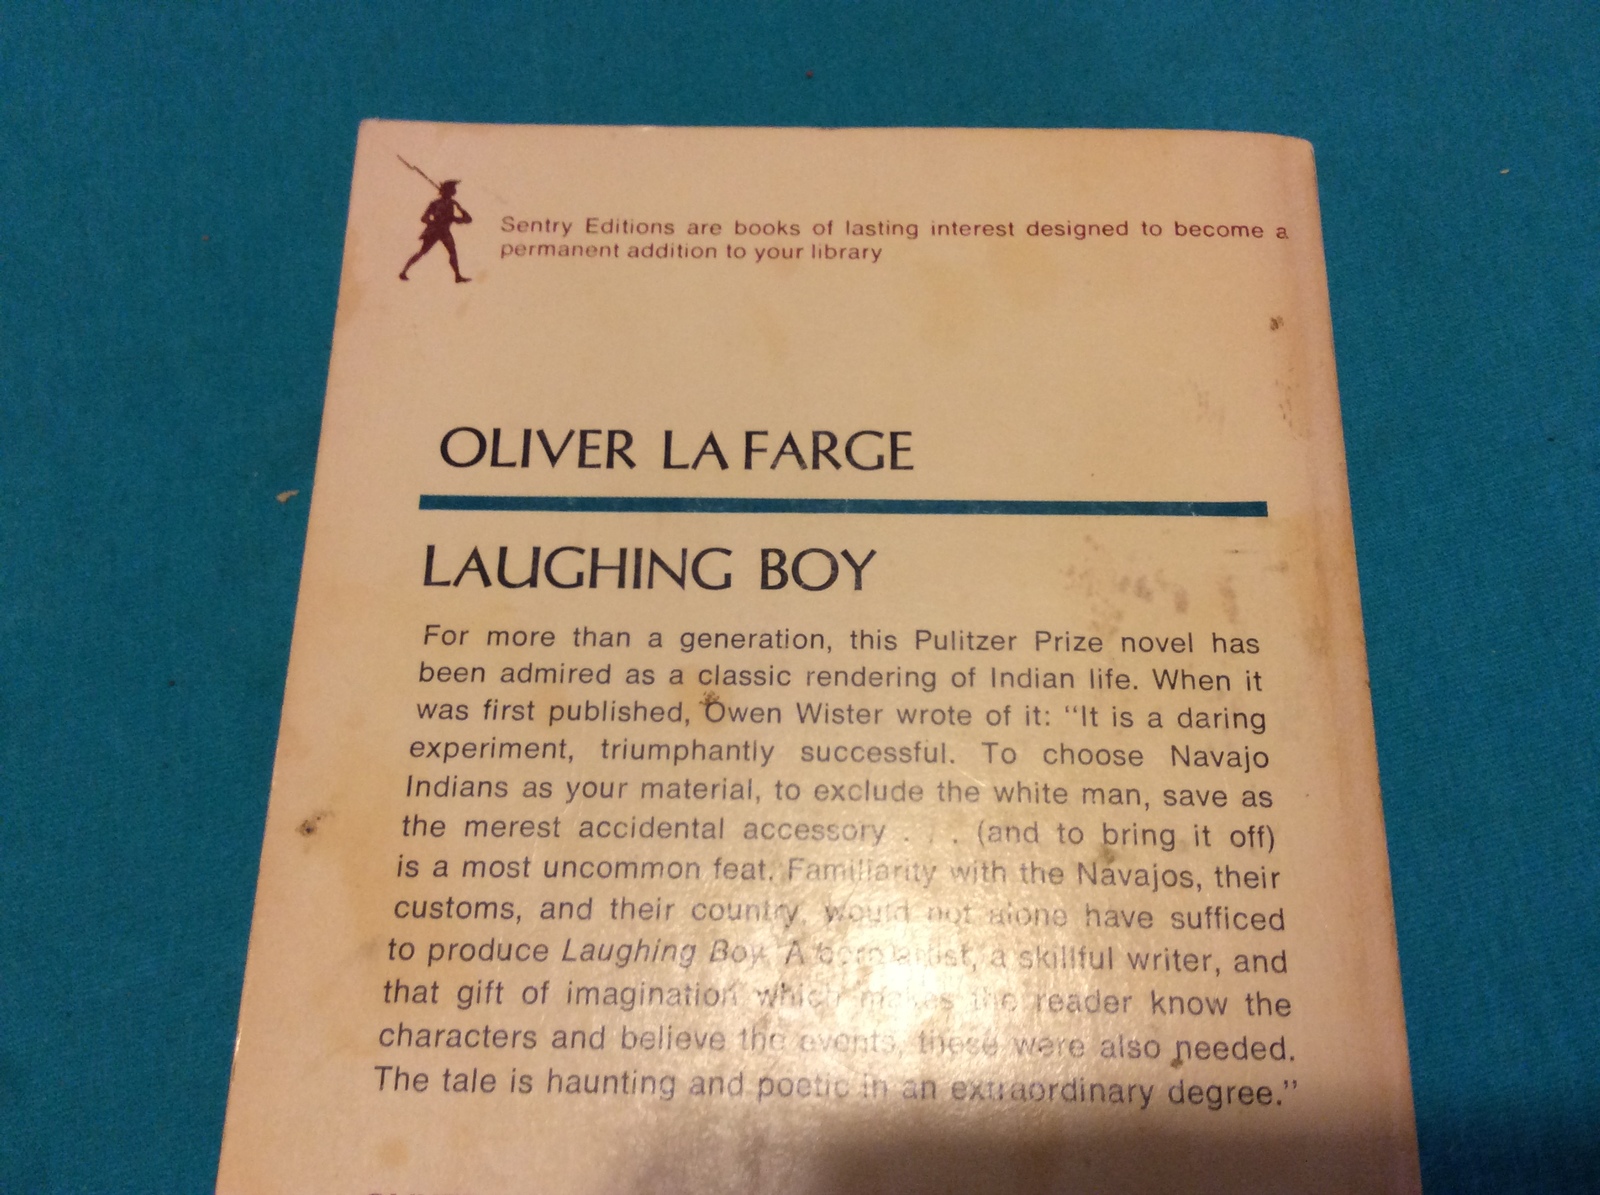 Sentry Editions are books of lasting interest designed to become a
permanent addition to your library
OLIVER LA FARGE
LAUGHING BOY
For more than a generation, this Pulitzer Prize novel has
been admired as a classic rendering of Indian life. When it
was first published, Owen Wister wrote of it: “It is a daring
experiment, triumphantly successful. To choose Navajo
Indians as your material, to exclude the white man, save as
the merest accidental accessory . . . (and to bring it off)
is a most uncommon feat. Familiarity with the Navajos, their
customs, and their country, would not alone have sufficed
to produce Laughing Boy. A born artist, a skillful writer, and
that gift of imagination which makes the reader know the
characters and believe the events, these were also needed.
The tale is haunting and poetic in an extraordinary degree.”